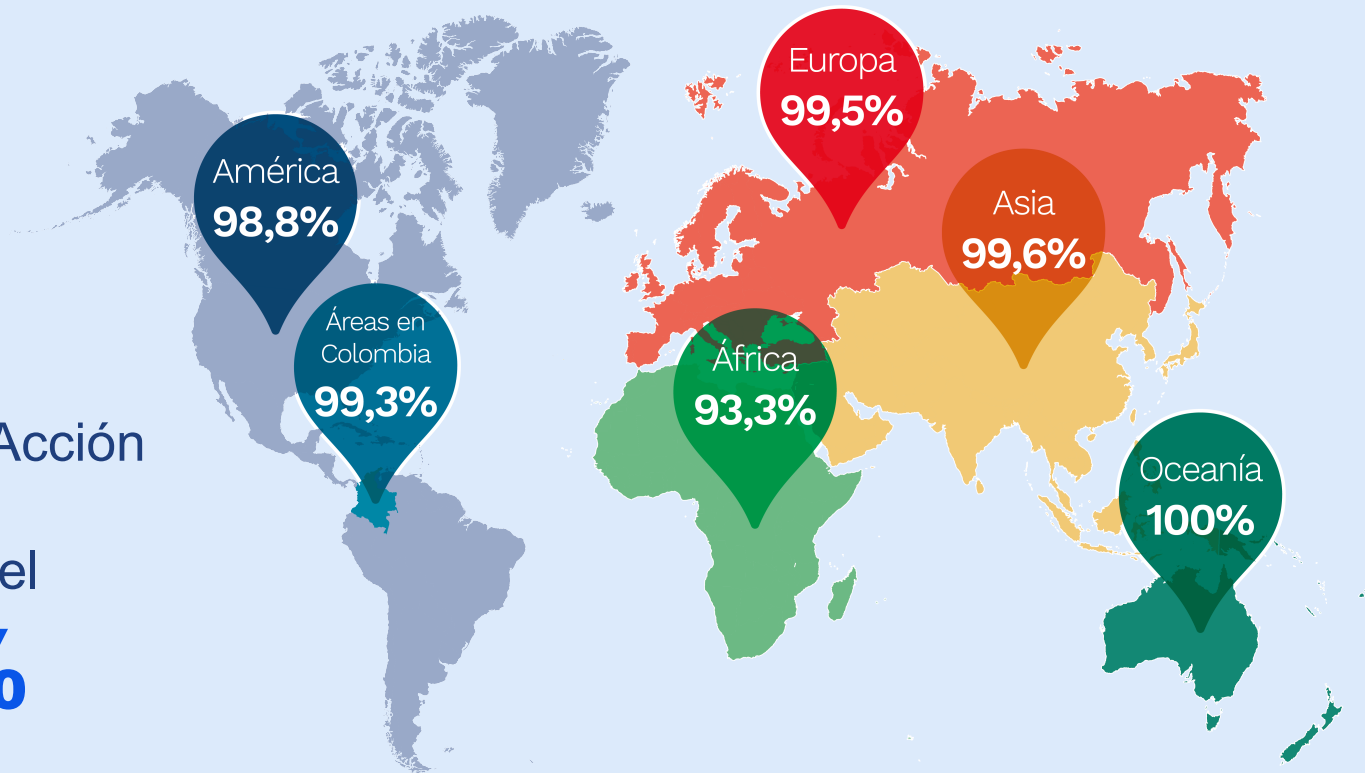 Europa
99,5%
América
98,8%
Asia
99,6%
Áreas en
Colombia
99,3%
África
93,3%
Acción
Oceanía
100%
el